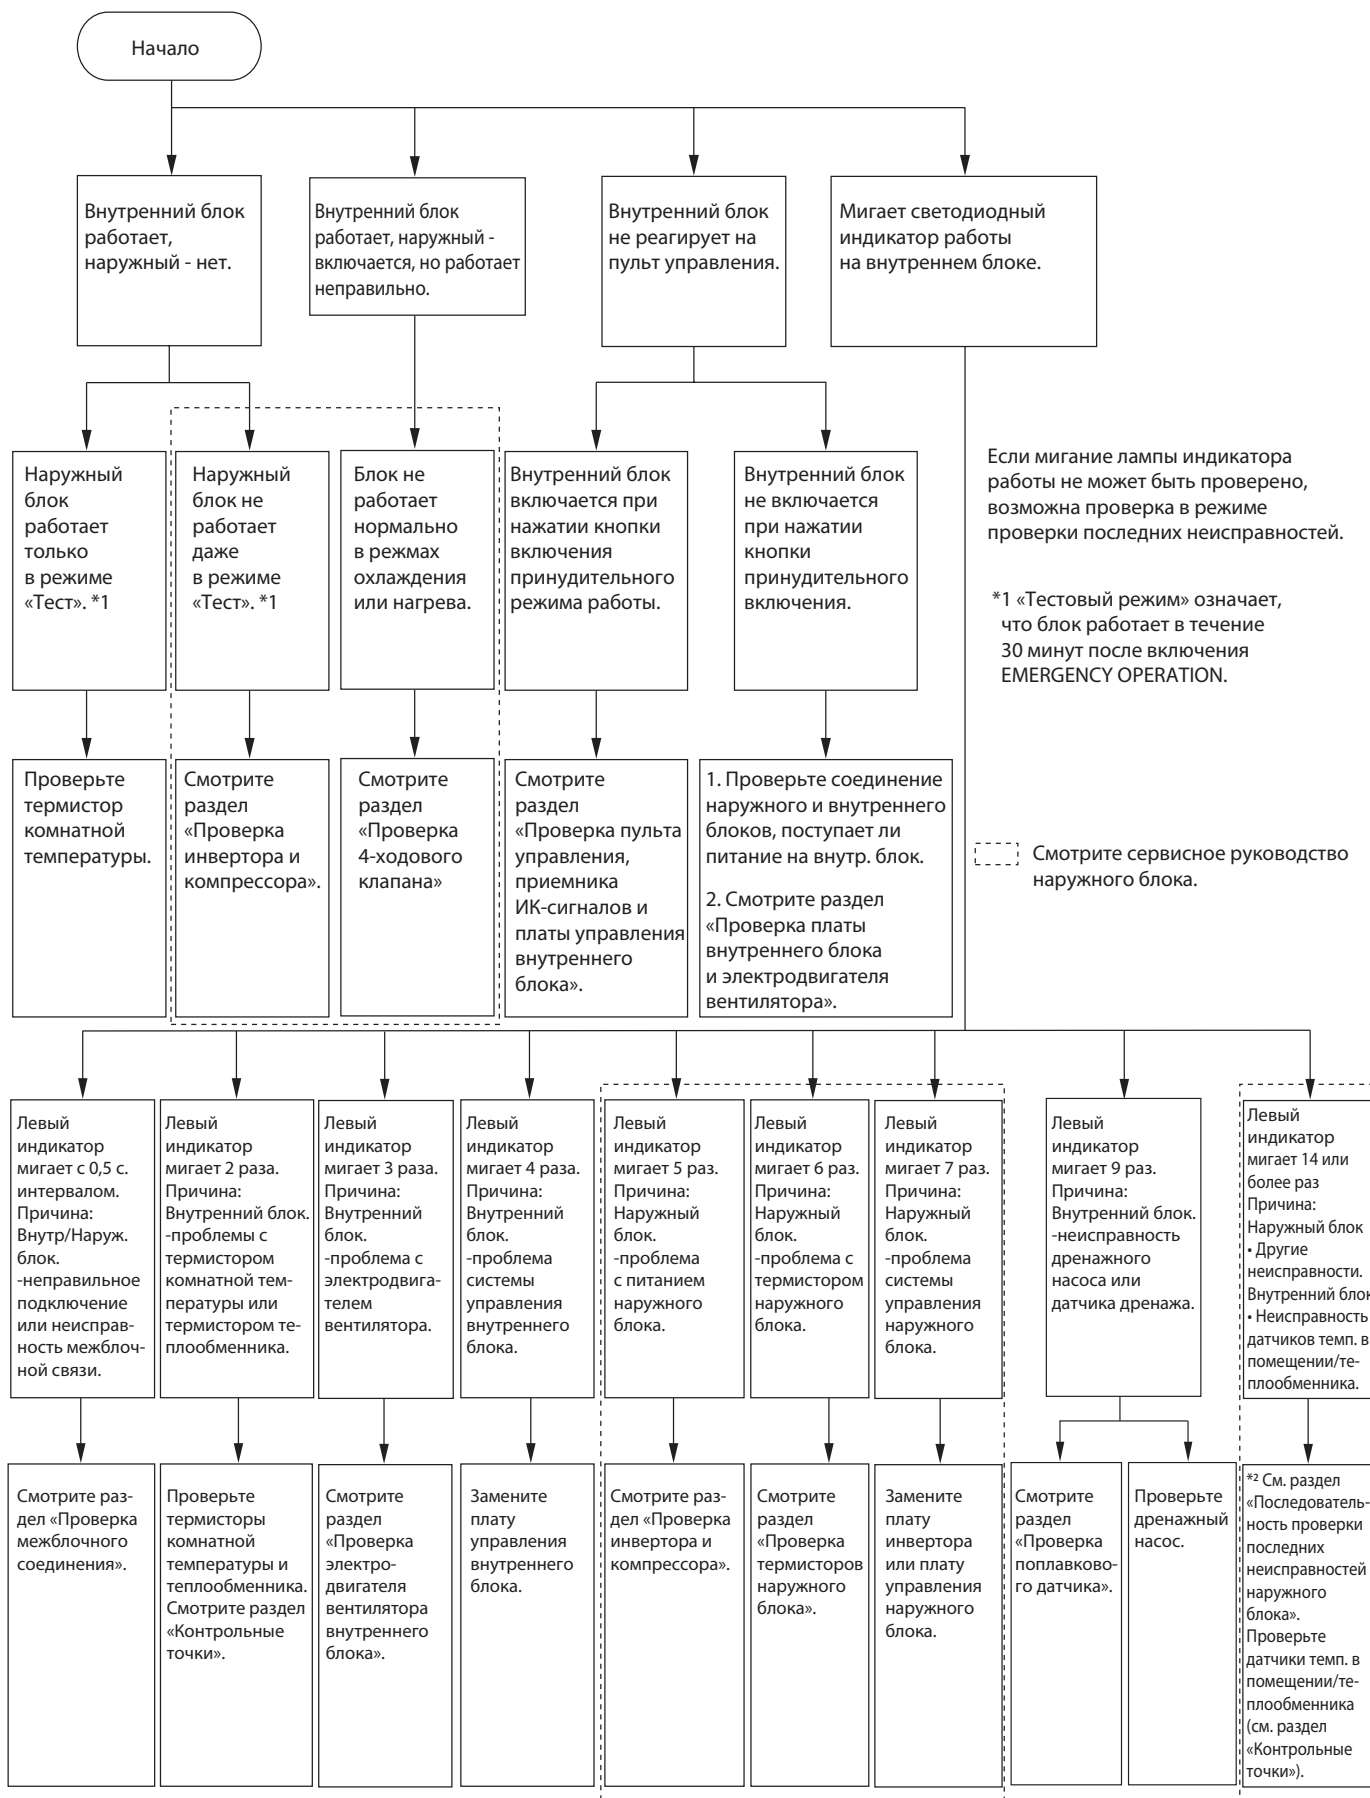 Начало
Внутренний блок
работает,
наружный - нет.
Внутренний блок
работает, наружный -
включается, но работает
неправильно.
Внутренний блок
не реагирует на
пульт управления.
Мигает светодиодный
индикатор работы
на внутреннем блоке.
Наружный
блок
работает
только
в режиме
«Тест». *1
Наружный
блок не
работает
даже
в режиме
«Тест». *1
Блок не
работает
нормально
в режмах
охлаждения
или нагрева.
Внутренний блок
включается при
нажатии кнопки
включения
принудительного
режима работы.
Внутренний блок
не включается
при нажатии
кнопки
принудительного
включения.
Если мигание лампы индикатора
работы не может быть проверено,
возможна проверка в режиме
проверки последних неисправностей.
*1 «Тестовый режим» означает,
что блок работает в течение
30 минут после включения
EMERGENCY OPERATION.
Проверьте
термистор
комнатной
температуры.
Смотрите
раздел
«Проверка
инвертора и
компрессора».
Смотрите
раздел
«Проверка
4-ходового
клапана»
Смотрите
раздел
«Проверка пульта
управления,
приемника
ИК-сигналов и
платы управления
внутреннего
блока».
1. Проверьте соединение
наружного и внутреннего
блоков, поступает ли
питание на внутр. блок.
2. Смотрите раздел
«Проверка платы
внутреннего блока
и электродвигателя
вентилятора».
Смотрите сервисное руководство
наружного блока.
Левый
индикатор
мигает с 0,5 с.
интервалом.
Причина:
Внутр/Наруж.
блок.
-неправильное
подключение
или неисправ-
ность межблоч-
ной связи.
Левый
индикатор
мигает 2 раза.
Причина:
Внутренний блок.
-проблемы с
термистором
комнатной тем-
пературы или
термистором те-
плообменника.
Левый
индикатор
мигает 3 раза.
Причина:
Внутренний
блок.
-проблема с
электродвига-
телем
вентилятора.
Левый
индикатор
мигает 4 раза.
Причина:
Внутренний
блок.
-проблема
системы
управления
внутреннего
блока.
Левый
индикатор
мигает 5 раз.
Причина:
Наружный
блок.
-проблема
с питанием
наружного
блока.
Левый
индикатор
мигает 6 раз.
Причина:
Наружный
блок.
-проблема с
термистором
наружного
блока.
Левый
индикатор
мигает 7 раз.
Причина:
Наружный
блок.
-проблема
системы
управления
наружного
блока.
Левый
индикатор
мигает 9 раз.
Причина:
Внутренний блок.
-неисправность
дренажного
насоса или
датчика дренажа.
Левый
индикатор
мигает 14 или
более раз
Причина:
Наружный блок
• Другие
неисправности.
Внутренний блок
• Неисправность
датчиков темп. в
помещении/те-
плообменника.
Смотрите раз-
дел «Проверка
межблочного
соединения».
Проверьте
термисторы
комнатной
температуры и
теплообменника.
Смотрите раздел
«Контрольные
точки».
Смотрите
раздел
«Проверка
электро-
двигателя
вентилятора
внутреннего
блока».
Замените
плату
управления
внутреннего
блока.
Смотрите раз-
дел «Проверка
инвертора и
компрессора».
Смотрите
раздел
«Проверка
термисторов
наружного
блока».
Замените
плату
инвертора
или плату
управления
наружного
блока.
Смотрите
раздел
«Проверка
поплавково-
го датчика».
Проверьте
дренажный
насос.
*² См. раздел
«Последователь-
ность проверки
последних
неисправностей
наружного
блока».
Проверьте
датчики темп. в
помещении/те-
плообменника
(см. раздел
«Контрольные
точки»).